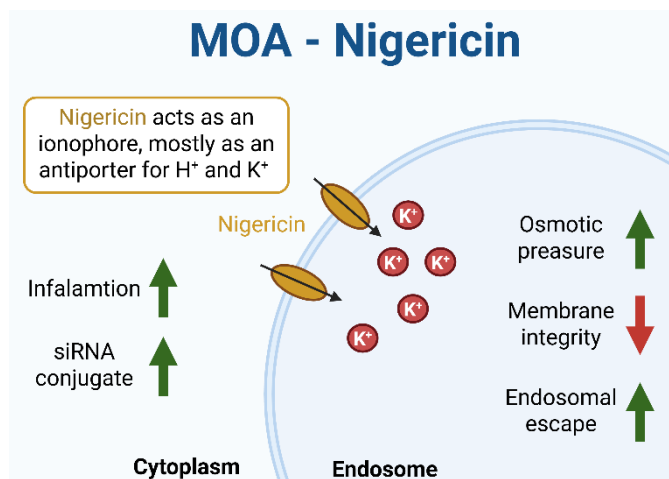 MOA - Nigericin
Nigericin acts as an
ionophore, mostly as an
antiporter for H⁺ and K⁺
Nigericin
K⁺
K⁺
K⁺
K⁺
K⁺
Infalamtion
siRNA
conjugate
Osmotic
preasure
Membrane
integrity
Endosomal
escape
Cytoplasm
Endosome